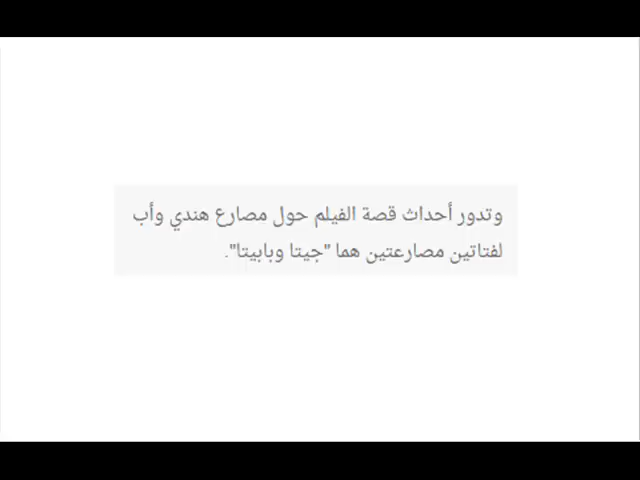 وتدور أحداث قصة الفيلم حول مصارع هندي وأب
لفتاتين مصارعتين هما "جيتا وبابيتا".